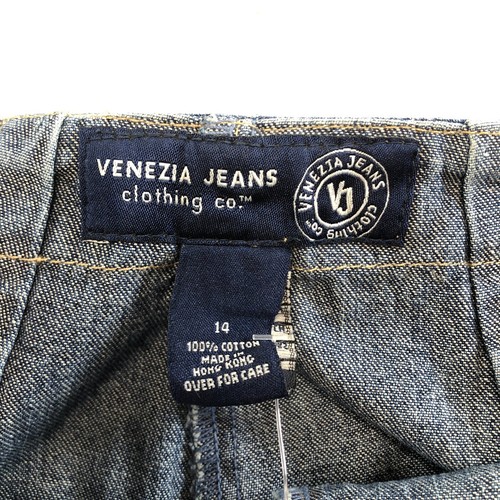 VENEZIA JEANS
clothing co.™
VENEZIA JEANS
VJ
clothing co.™
14
100% COTTON
MADE IN
HONG KONG
OVER FOR CARE